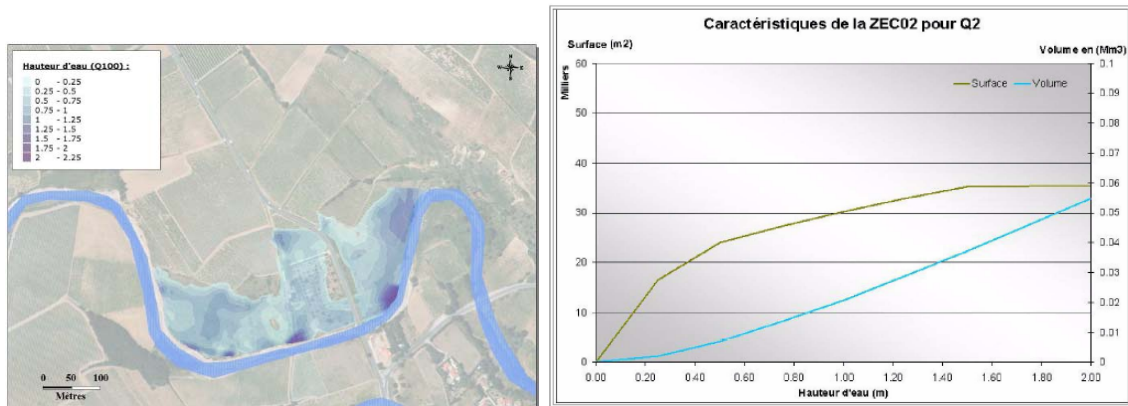 Hauteur d'eau (Q100) :
0 - 0.25
0.25 - 0.5
0.5 - 0.75
0.75 - 1
1 - 1.25
1.25 - 1.5
1.5 - 1.75
1.75 - 2
2 - 2.25
N
W E
S
0 50 100
Mètres
Caractéristiques de la ZEC02 pour Q2
Surface (m2)
Volume en (Mm3)
Milliers
60
50
40
30
20
10
0
Surface
Volume
0.1
0.09
0.08
0.07
0.06
0.05
0.04
0.03
0.02
0.01
0
0.00 0.20 0.40 0.60 0.80 1.00 1.20 1.40 1.60 1.80 2.00
Hauteur d'eau (m)